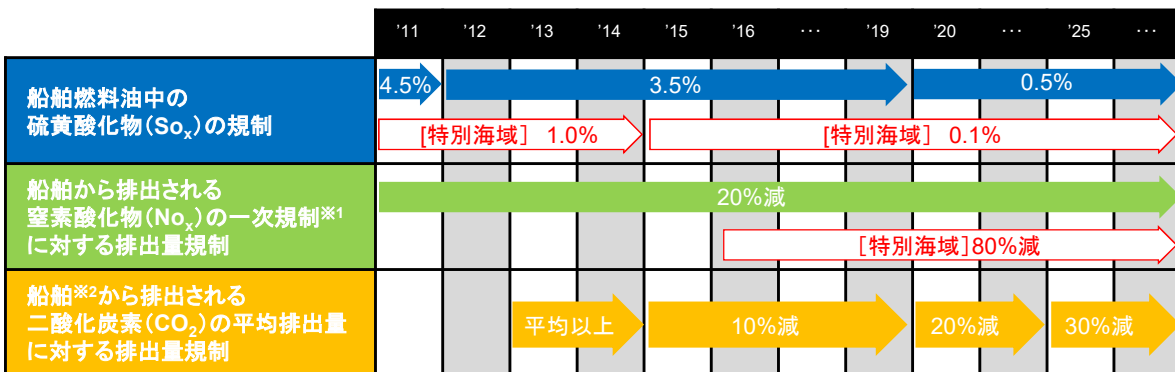 '11 '12 '13 '14 '15 '16 … '19 '20 … '25 …
船舶燃料油中の
硫黄酸化物(Sox)の規制
4.5% 3.5% 0.5%
[特別海域] 1.0% [特別海域] 0.1%
船舶から排出される
窒素酸化物(Nox)の一次規制※1
に対する排出量規制
20%減
[特別海域]80%減
船舶※2から排出される
二酸化炭素(CO2)の平均排出量
に対する排出量規制
平均以上 10%減 20%減 30%減